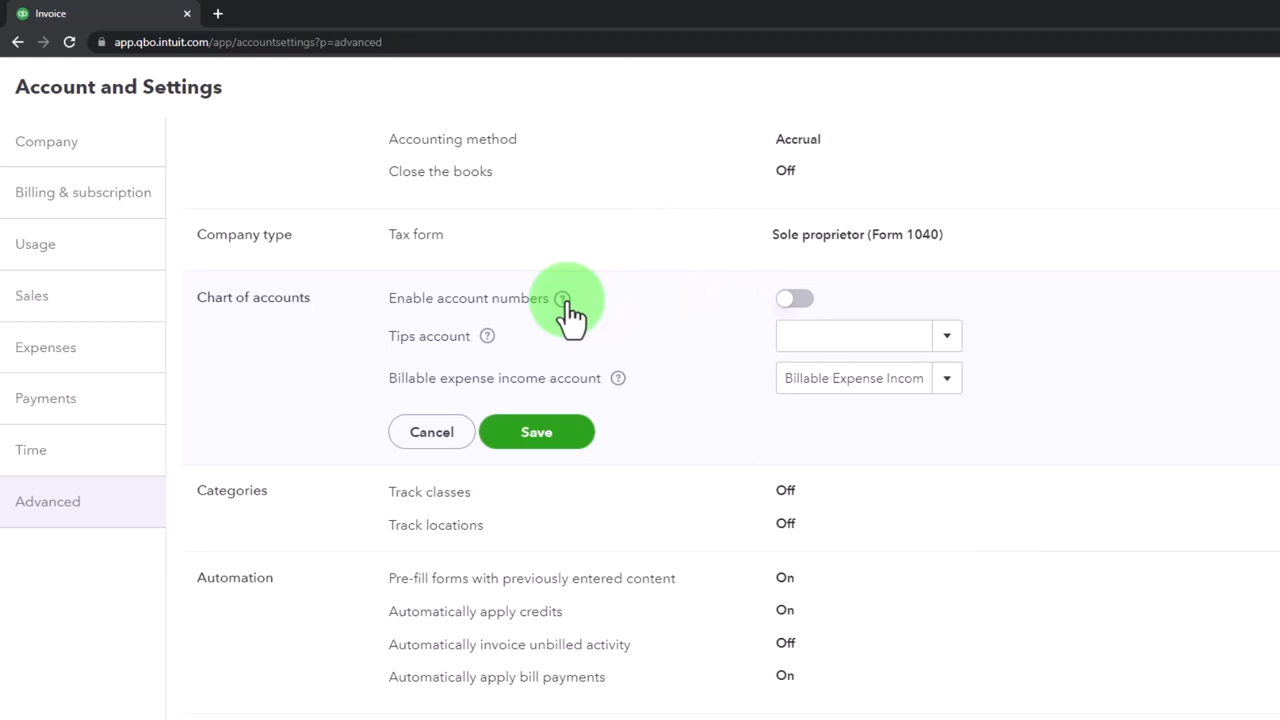 Invoice
app.qbo.intuit.com/app/accountsettings?p=advanced
Account and Settings
Company
Billing & subscription
Usage
Sales
Expenses
Payments
Time
Advanced
Accounting method Accrual
Close the books Off
Company type Tax form Sole proprietor (Form 1040)
Chart of accounts Enable account numbers ?
Tips account ?
Billable expense income account ? Billable Expense Incom
Cancel Save
Categories Track classes Off
Track locations Off
Automation Pre-fill forms with previously entered content On
Automatically apply credits On
Automatically invoice unbilled activity Off
Automatically apply bill payments On